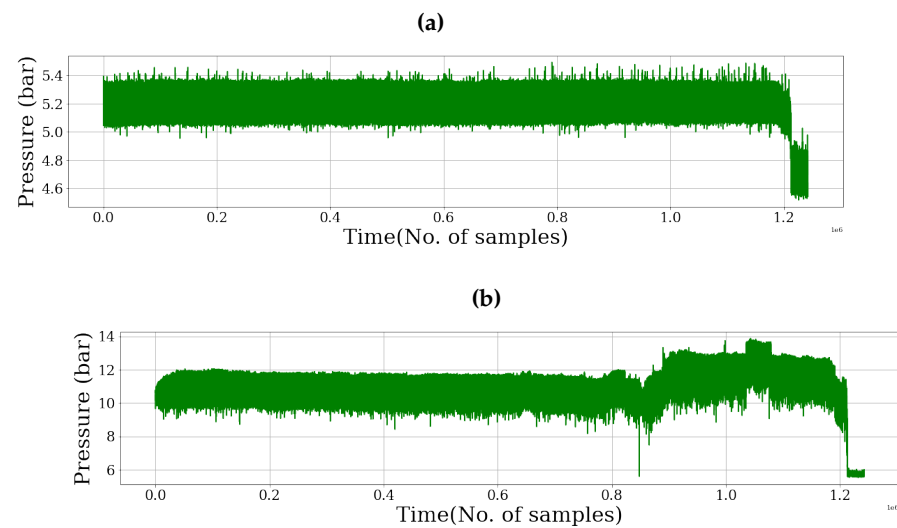 (a)
Pressure (bar)
5.4
5.2
5.0
4.8
4.6
0.0 0.2 0.4 0.6 0.8 1.0 1.2
1e6
Time(No. of samples)
(b)
Pressure (bar)
14
12
10
8
6
0.0 0.2 0.4 0.6 0.8 1.0 1.2
1e6
Time(No. of samples)